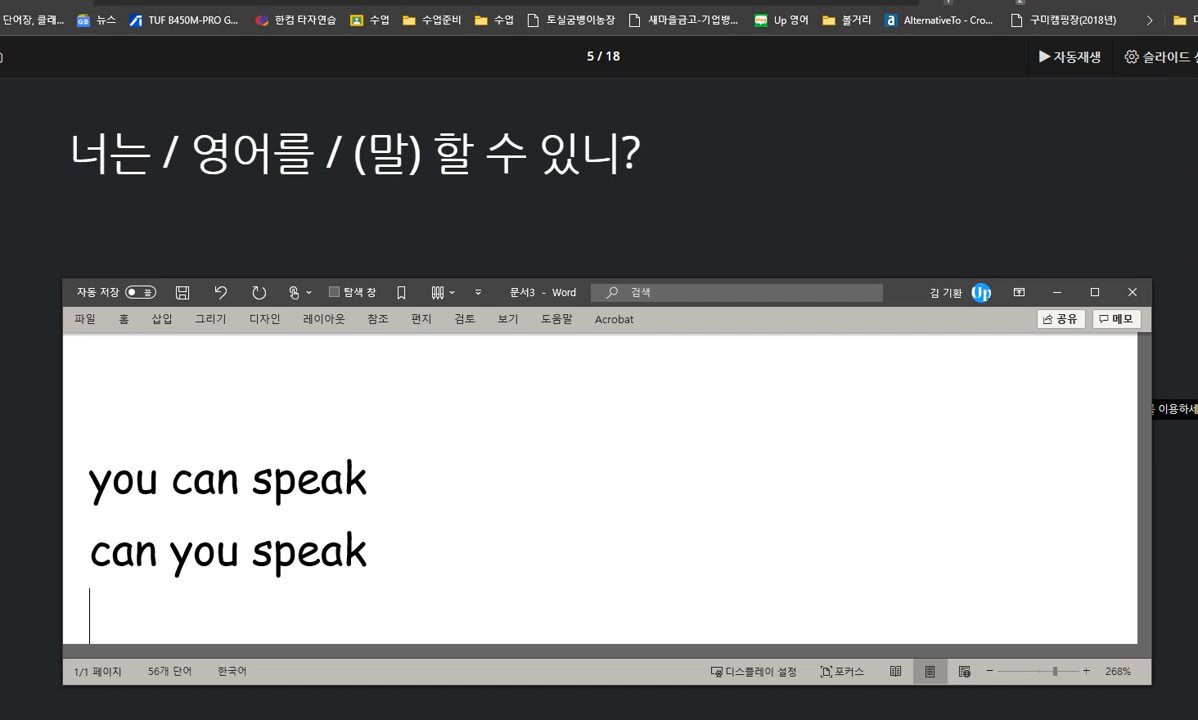 단어장, 클래...
뉴스
TUF B450M-PRO G...
한컴 타자연습
수업
수업준비
수업
토실굼벵이농장
새마을금고-기업뱅...
Up 영어
볼거리
AlternativeTo - Cro...
구미캠핑장(2018년)
5 / 18
자동재생
슬라이드
너는 / 영어를 / (말) 할 수 있니?
자동 저장 끔
탐색 창
문서3 - Word
검색
김 기환
Up
파일 홈 삽입 그리기 디자인 레이아웃 참조 편지 검토 보기 도움말 Acrobat
공유
메모
이용하세
you can speak
can you speak
1/1 페이지 56개 단어 한국어
디스플레이 설정
포커스
268%